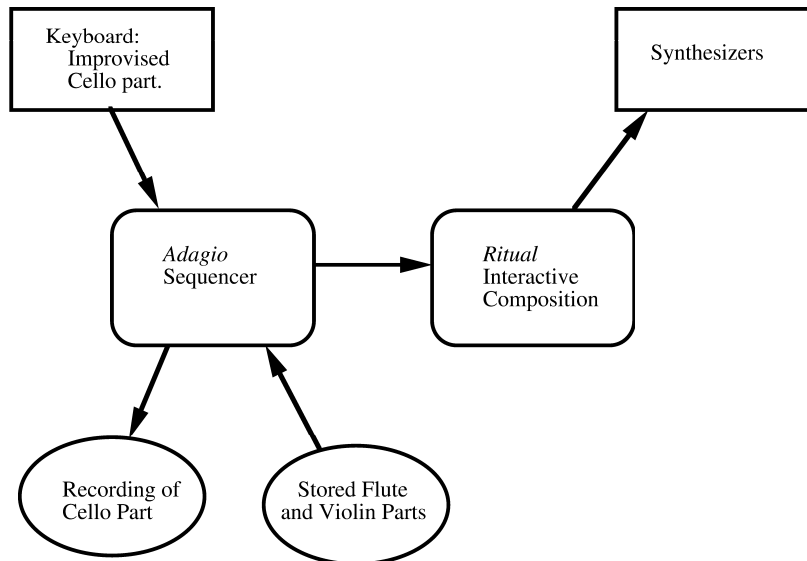 Keyboard:
Improvised
Cello part.
Synthesizers
Adagio
Sequencer
Ritual
Interactive
Composition
Recording of
Cello Part
Stored Flute
and Violin Parts